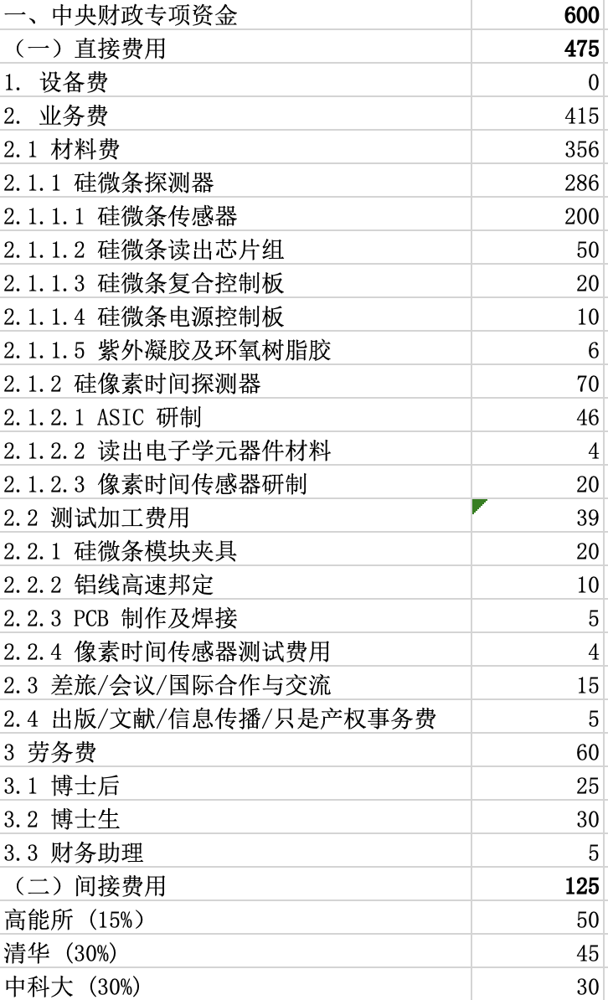 一、中央财政专项资金 600
（一）直接费用 475
1. 设备费 0
2. 业务费 415
2.1 材料费 356
2.1.1 硅微条探测器 286
2.1.1.1 硅微条传感器 200
2.1.1.2 硅微条读出芯片组 50
2.1.1.3 硅微条复合控制板 20
2.1.1.4 硅微条电源控制板 10
2.1.1.5 紫外凝胶及环氧树脂胶 6
2.1.2 硅像素时间探测器 70
2.1.2.1 ASIC 研制 46
2.1.2.2 读出电子学元器件材料 4
2.1.2.3 像素时间传感器研制 20
2.2 测试加工费用 39
2.2.1 硅微条模块夹具 20
2.2.2 铝线高速邦定 10
2.2.3 PCB 制作及焊接 5
2.2.4 像素时间传感器测试费用 4
2.3 差旅/会议/国际合作与交流 15
2.4 出版/文献/信息传播/只是产权事务费 5
3 劳务费 60
3.1 博士后 25
3.2 博士生 30
3.3 财务助理 5
（二）间接费用 125
高能所 (15%） 50
清华 (30%) 45
中科大 (30%) 30